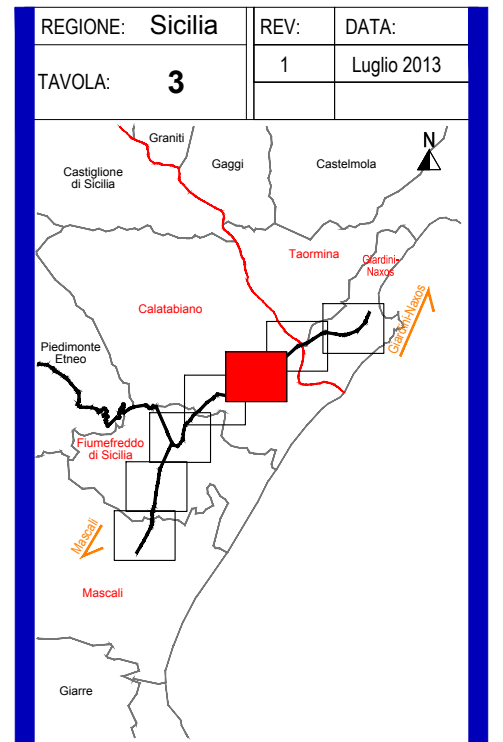 REGIONE: Sicilia REV: DATA:
1 Luglio 2013
TAVOLA: 3
Graniti
N
Castiglione
di Sicilia
Gaggi
Castelmola
Taormina
Giardini-
Naxos
Giardini-Naxos
Calatabiano
Piedimonte
Etneo
Fiumefreddo
di Sicilia
Mascali
Mascali
Giarre